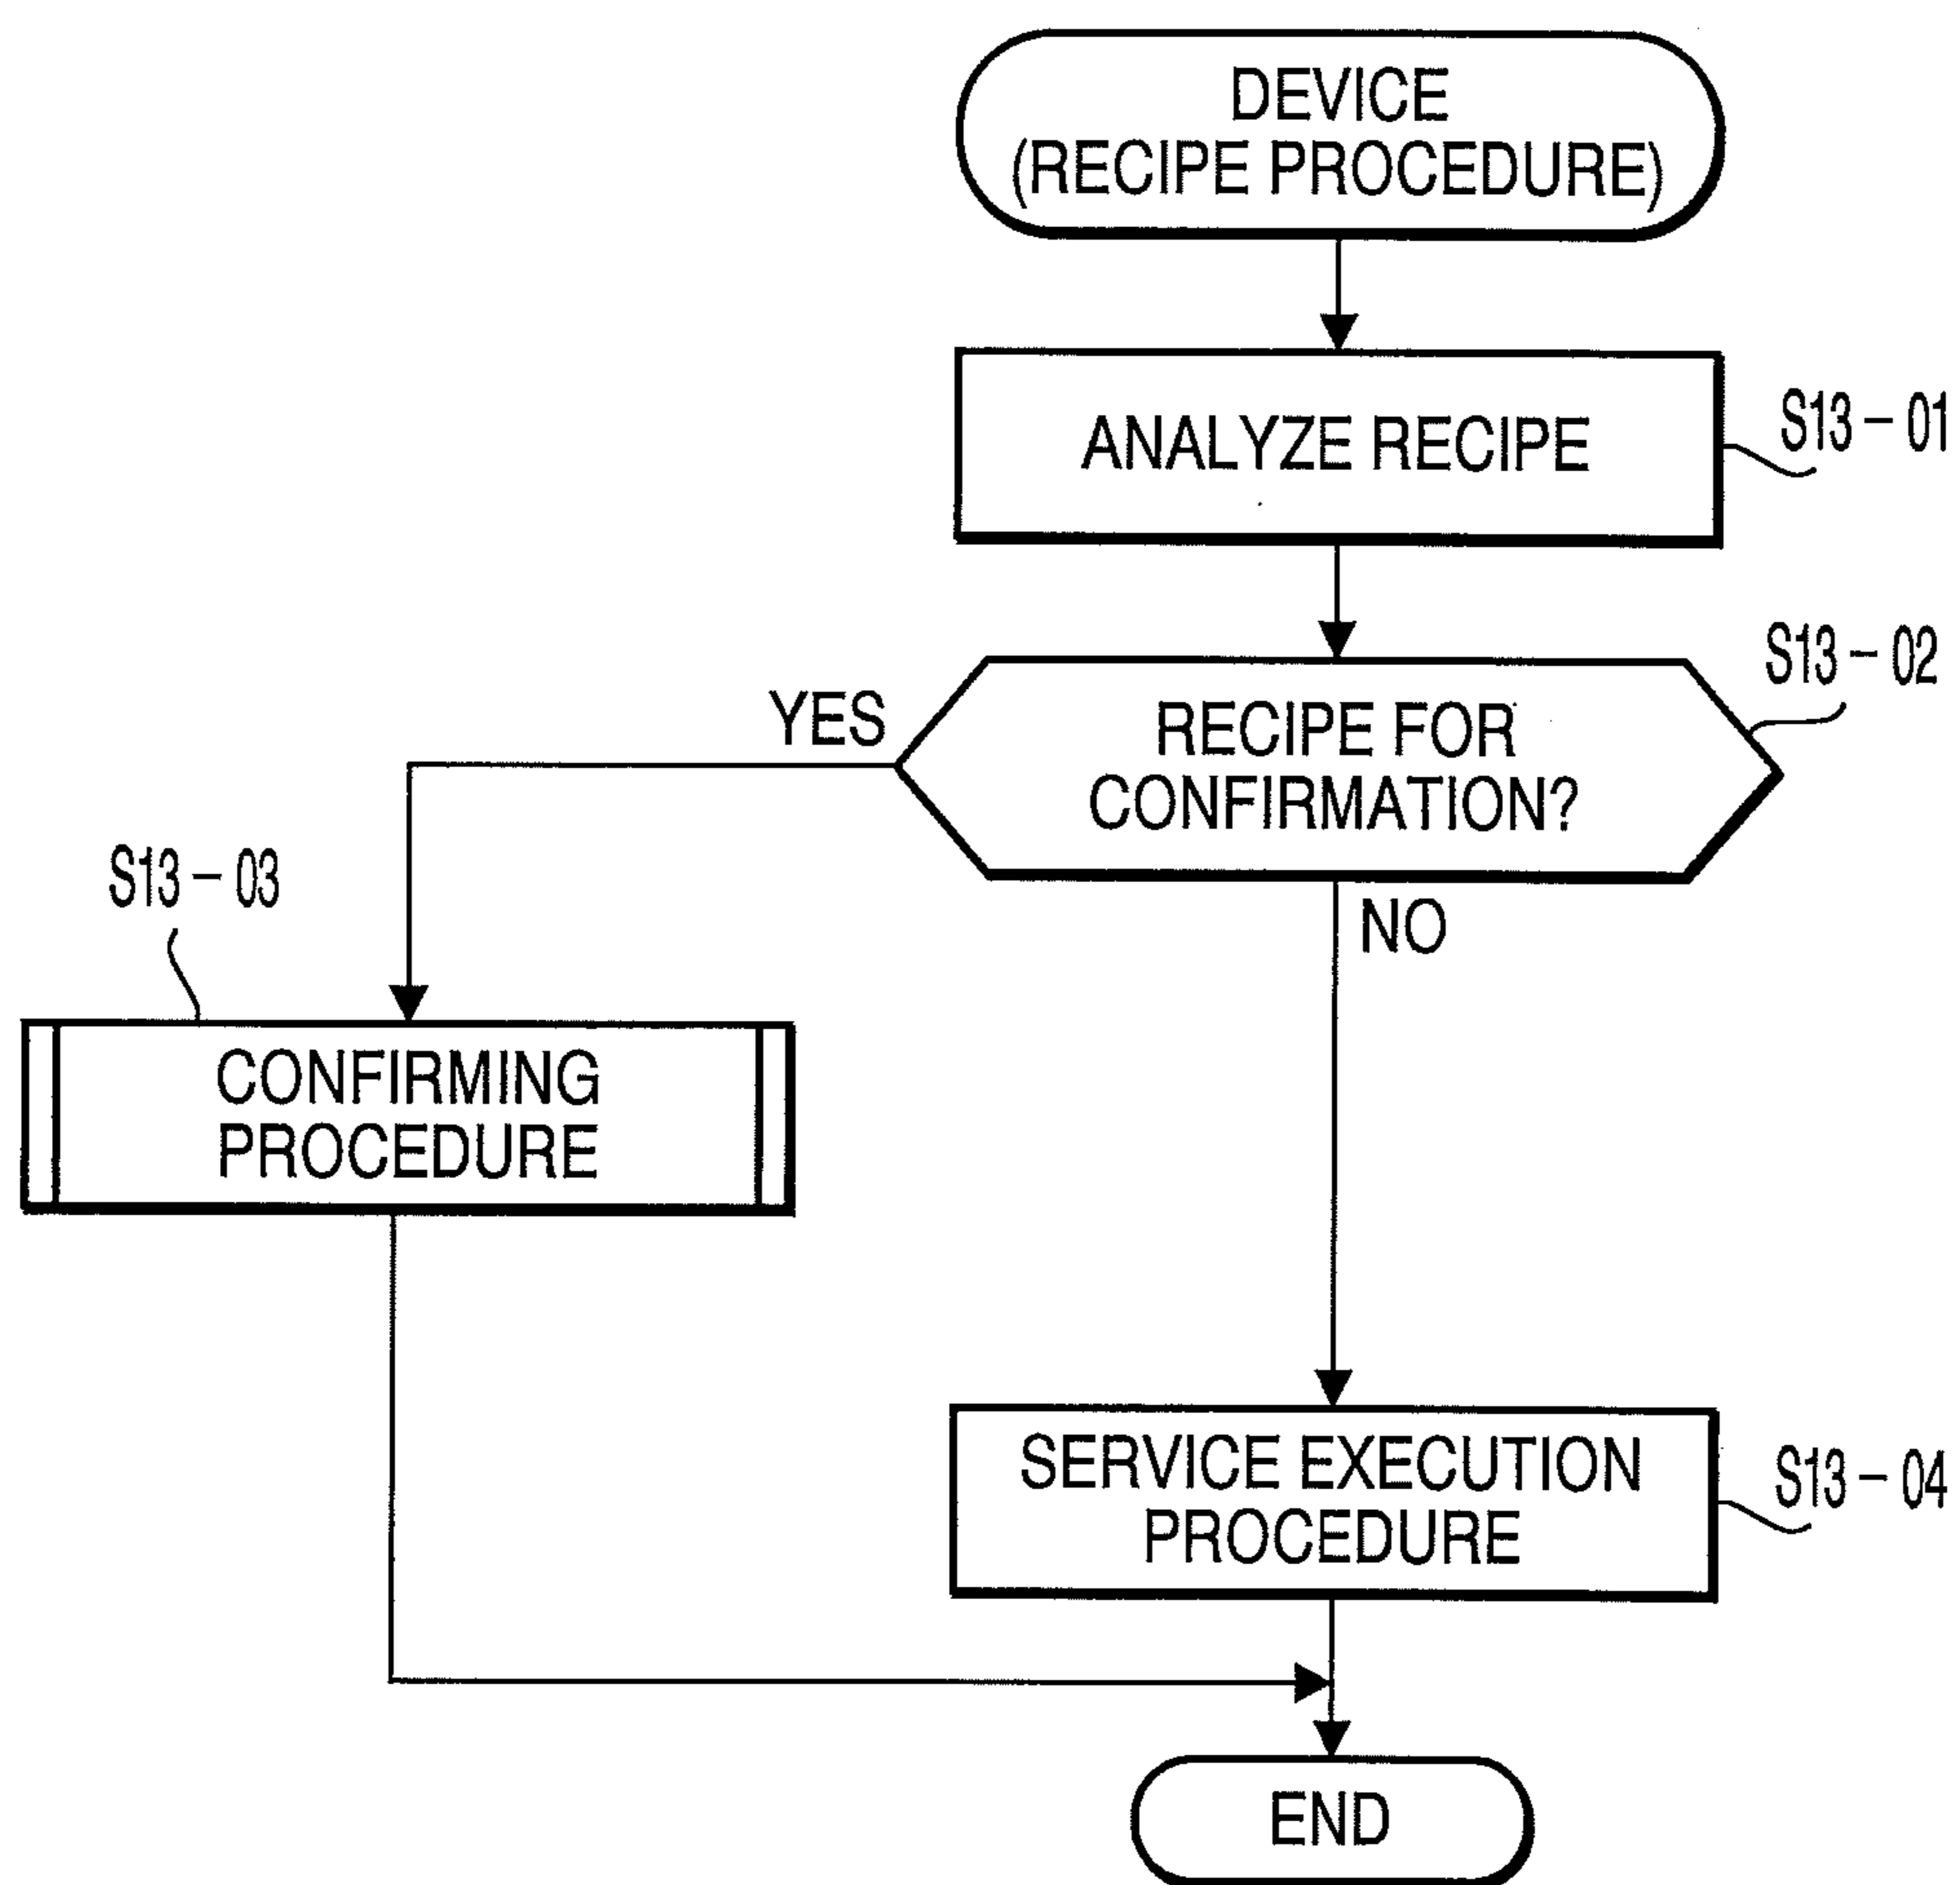 DEVICE
(RECIPE PROCEDURE)
ANALYZE RECIPE
S13-01
S13-02
YES
RECIPE FOR
CONFIRMATION?
NO
S13-03
CONFIRMING
PROCEDURE
SERVICE EXECUTION
PROCEDURE
S13-04
END